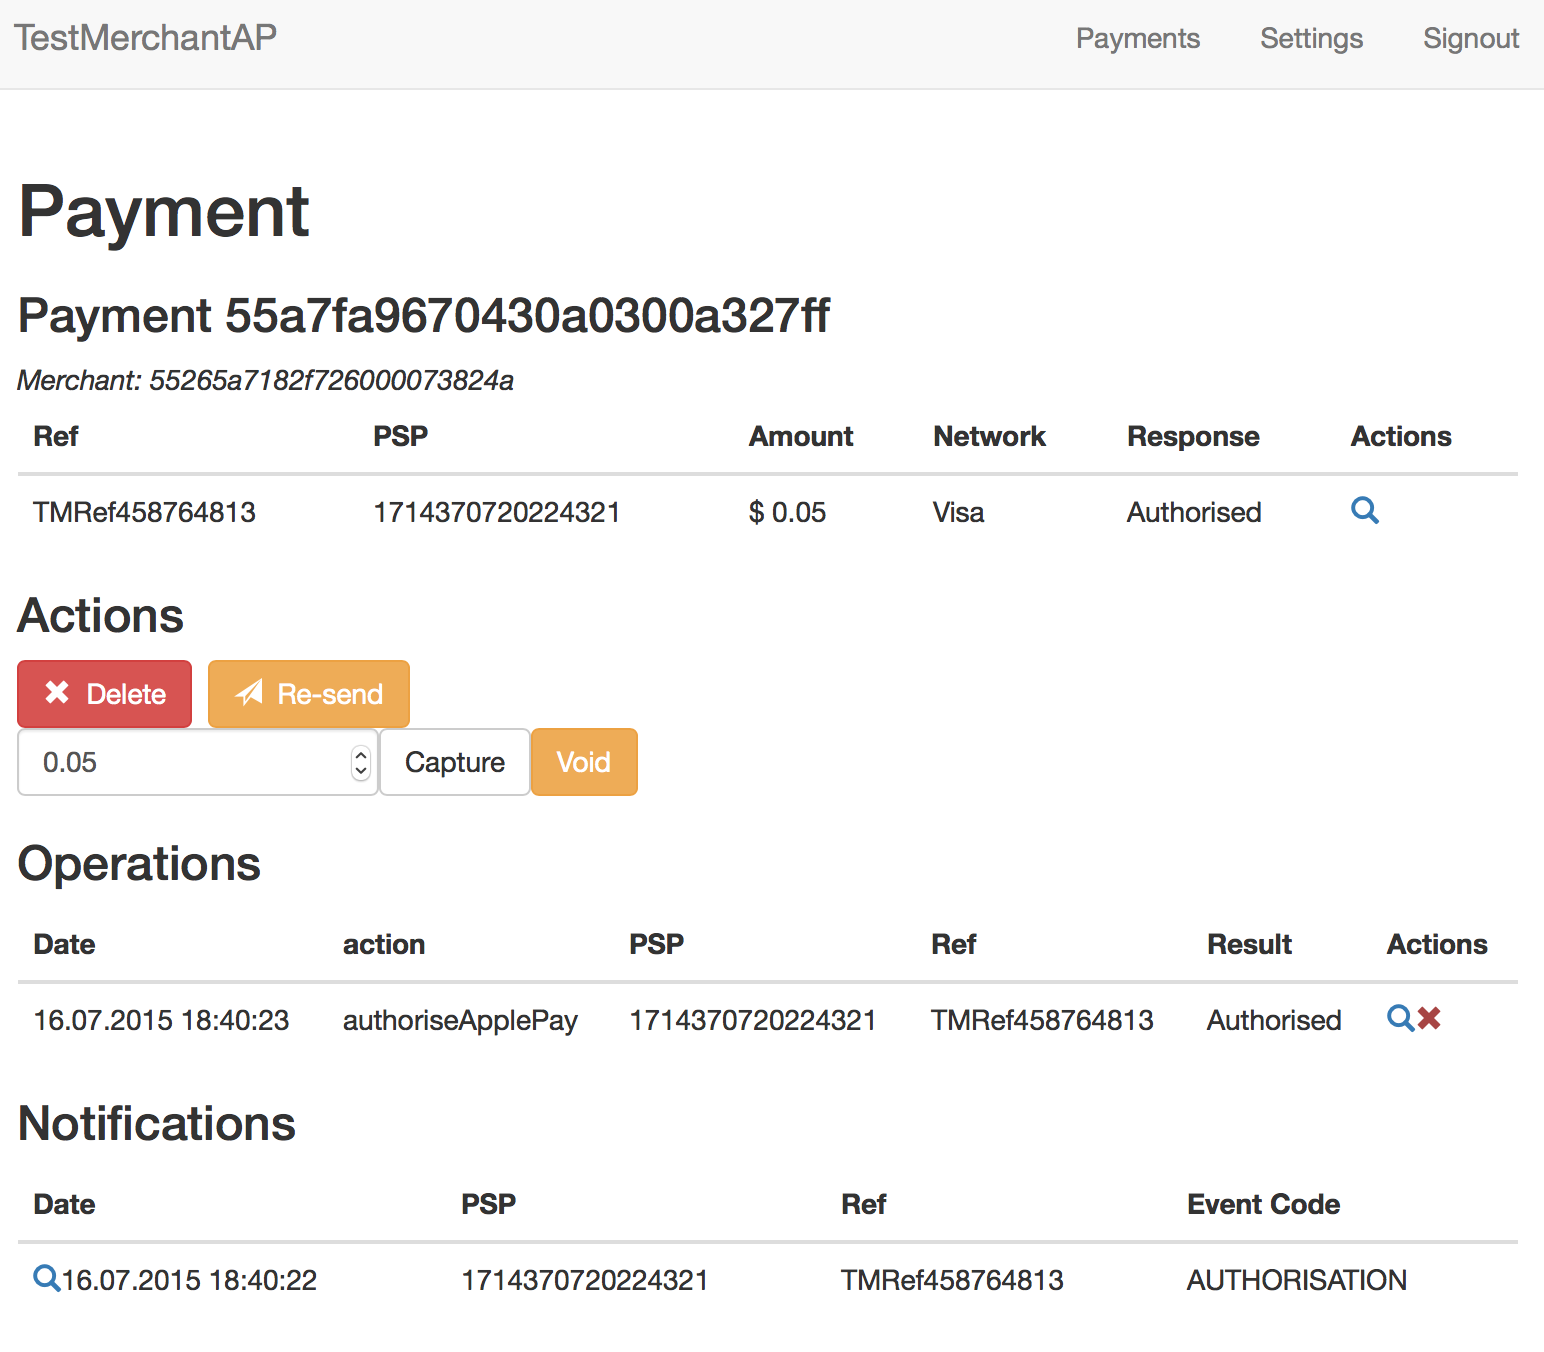 TestMerchantAP Payments Settings Signout
Payment
Payment 55a7fa9670430a0300a327ff
Merchant: 55265a7182f726000073824a
Ref PSP Amount Network Response Actions
TMRef458764813 1714370720224321 $ 0.05 Visa Authorised
Actions
Delete Re-send
0.05 Capture Void
Operations
Date action PSP Ref Result Actions
16.07.2015 18:40:23 authoriseApplePay 1714370720224321 TMRef458764813 Authorised
Notifications
Date PSP Ref Event Code
16.07.2015 18:40:22 1714370720224321 TMRef458764813 AUTHORISATION